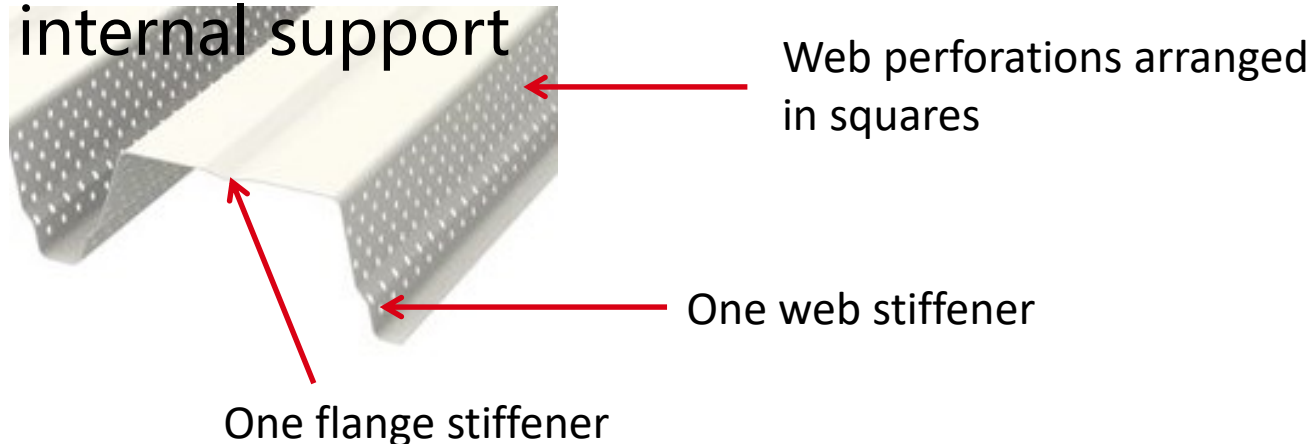 internal support
Web perforations arranged
in squares
One web stiffener
One flange stiffener